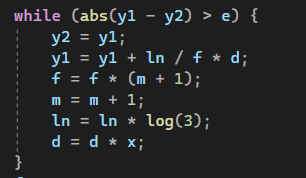 while (abs(y1 - y2) > e) {
    y2 = y1;
    y1 = y1 + ln / f * d;
    f = f * (m + 1);
    m = m + 1;
    ln = ln * log(3);
    d = d * x;
}